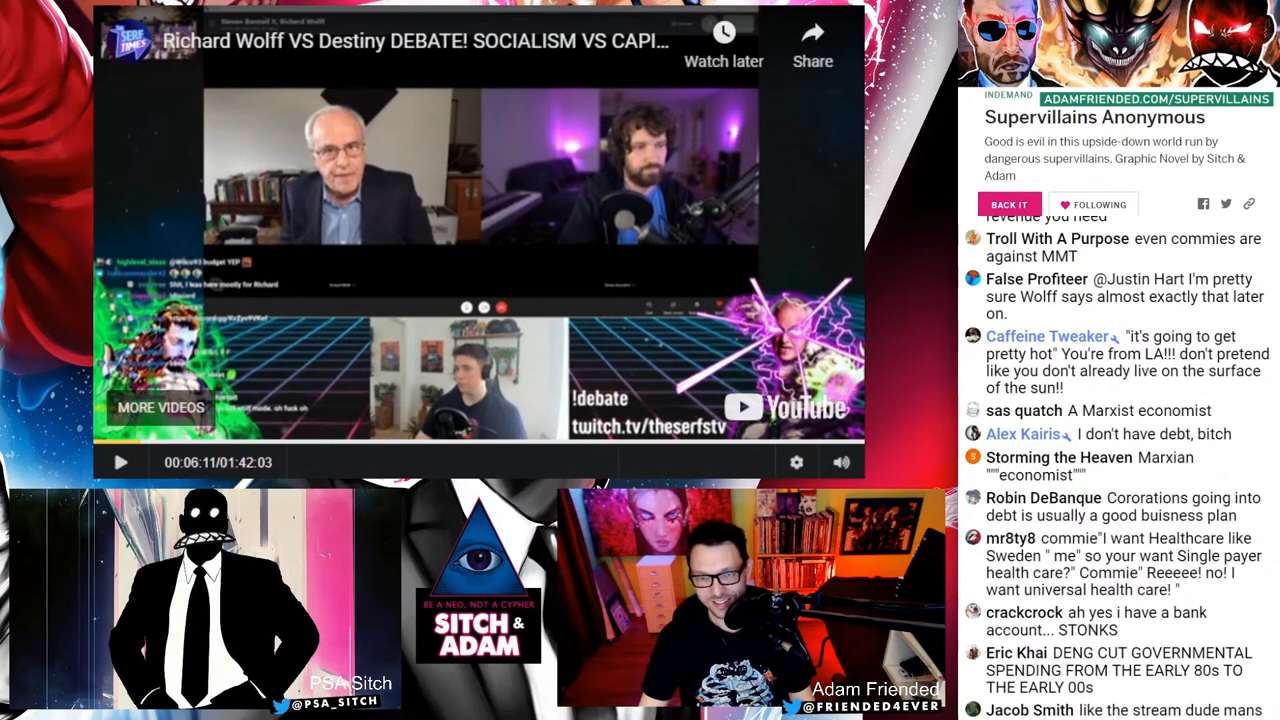 Steven Bonnell II, Richard Wolff
SERF
TIMES
Richard Wolff VS Destiny DEBATE! SOCIALISM VS CAPI...
Watch later
Share
MORE VIDEOS
!debate
twitch.tv/theserfstv
YouTube
00:06:11/01:42:03
PSA Sitch
@PSA_SITCH
BE A NEO, NOT A CYPHER
SITCH &
ADAM
Adam Friended
@FRIENDED4EVER
INDEMAND
ADAMFRIENDED.COM/SUPERVILLAINS
Supervillains Anonymous
Good is evil in this upside-down world run by
dangerous supervillains. Graphic Novel by Sitch &
Adam
BACK IT
FOLLOWING
revenue you need
Troll With A Purpose even commies are
against MMT
False Profiteer @Justin Hart I'm pretty
sure Wolff says almost exactly that later
on.
Caffeine Tweaker "it's going to get
pretty hot" You're from LA!!! don't pretend
like you don't already live on the surface
of the sun!!
sas quatch A Marxist economist
Alex Kairis I don't have debt, bitch
Storming the Heaven Marxian
"""economist"""
Robin DeBanque Cororations going into
debt is usually a good buisness plan
mr8ty8 commie"I want Healthcare like
Sweden " me" so your want Single payer
health care?" Commie" Reeeee! no! I
want universal health care! "
crackcrock ah yes i have a bank
account... STONKS
Eric Khai DENG CUT GOVERNMENTAL
SPENDING FROM THE EARLY 80s TO
THE EARLY 00s
Jacob Smith like the stream dude mans